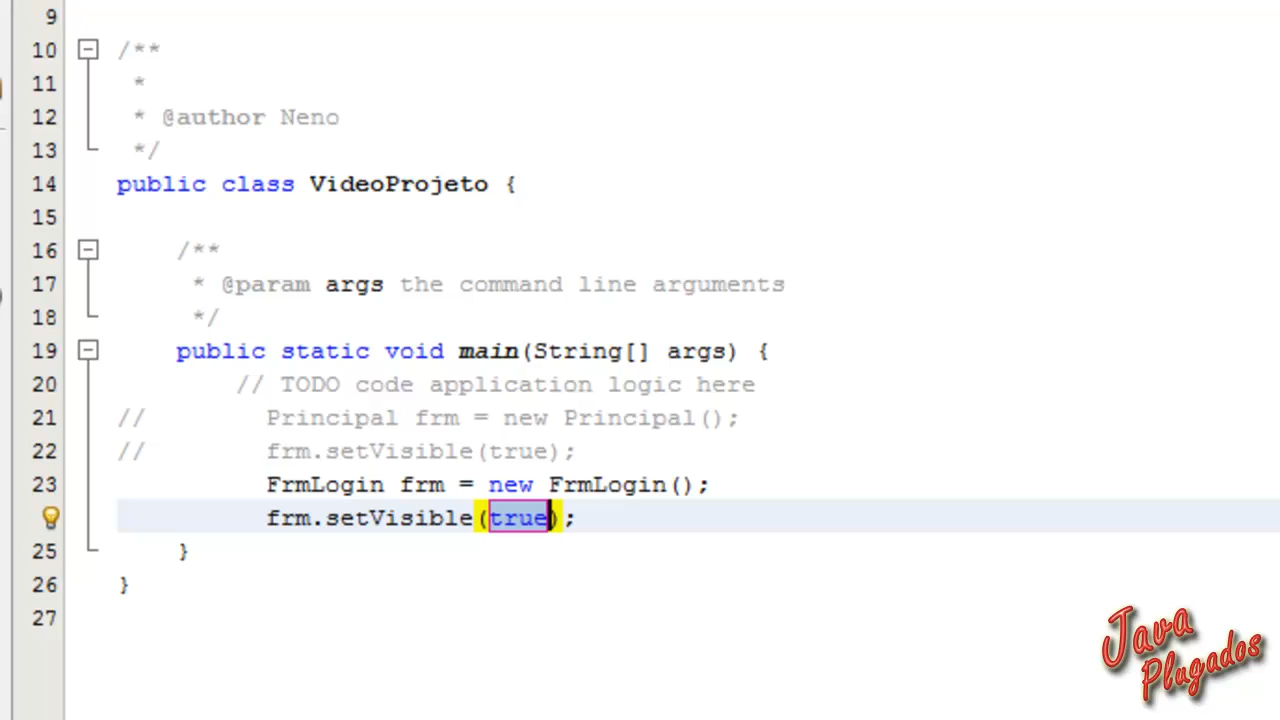 9
10 /**
11 *
12 * @author Neno
13 */
14 public class VideoProjeto {
15
16 /**
17 * @param args the command line arguments
18 */
19 public static void main(String[] args) {
20 // TODO code application logic here
21 // Principal frm = new Principal();
22 // frm.setVisible(true);
23 FrmLogin frm = new FrmLogin();
frm.setVisible(true);
25 }
26 }
27
Java
Plugados